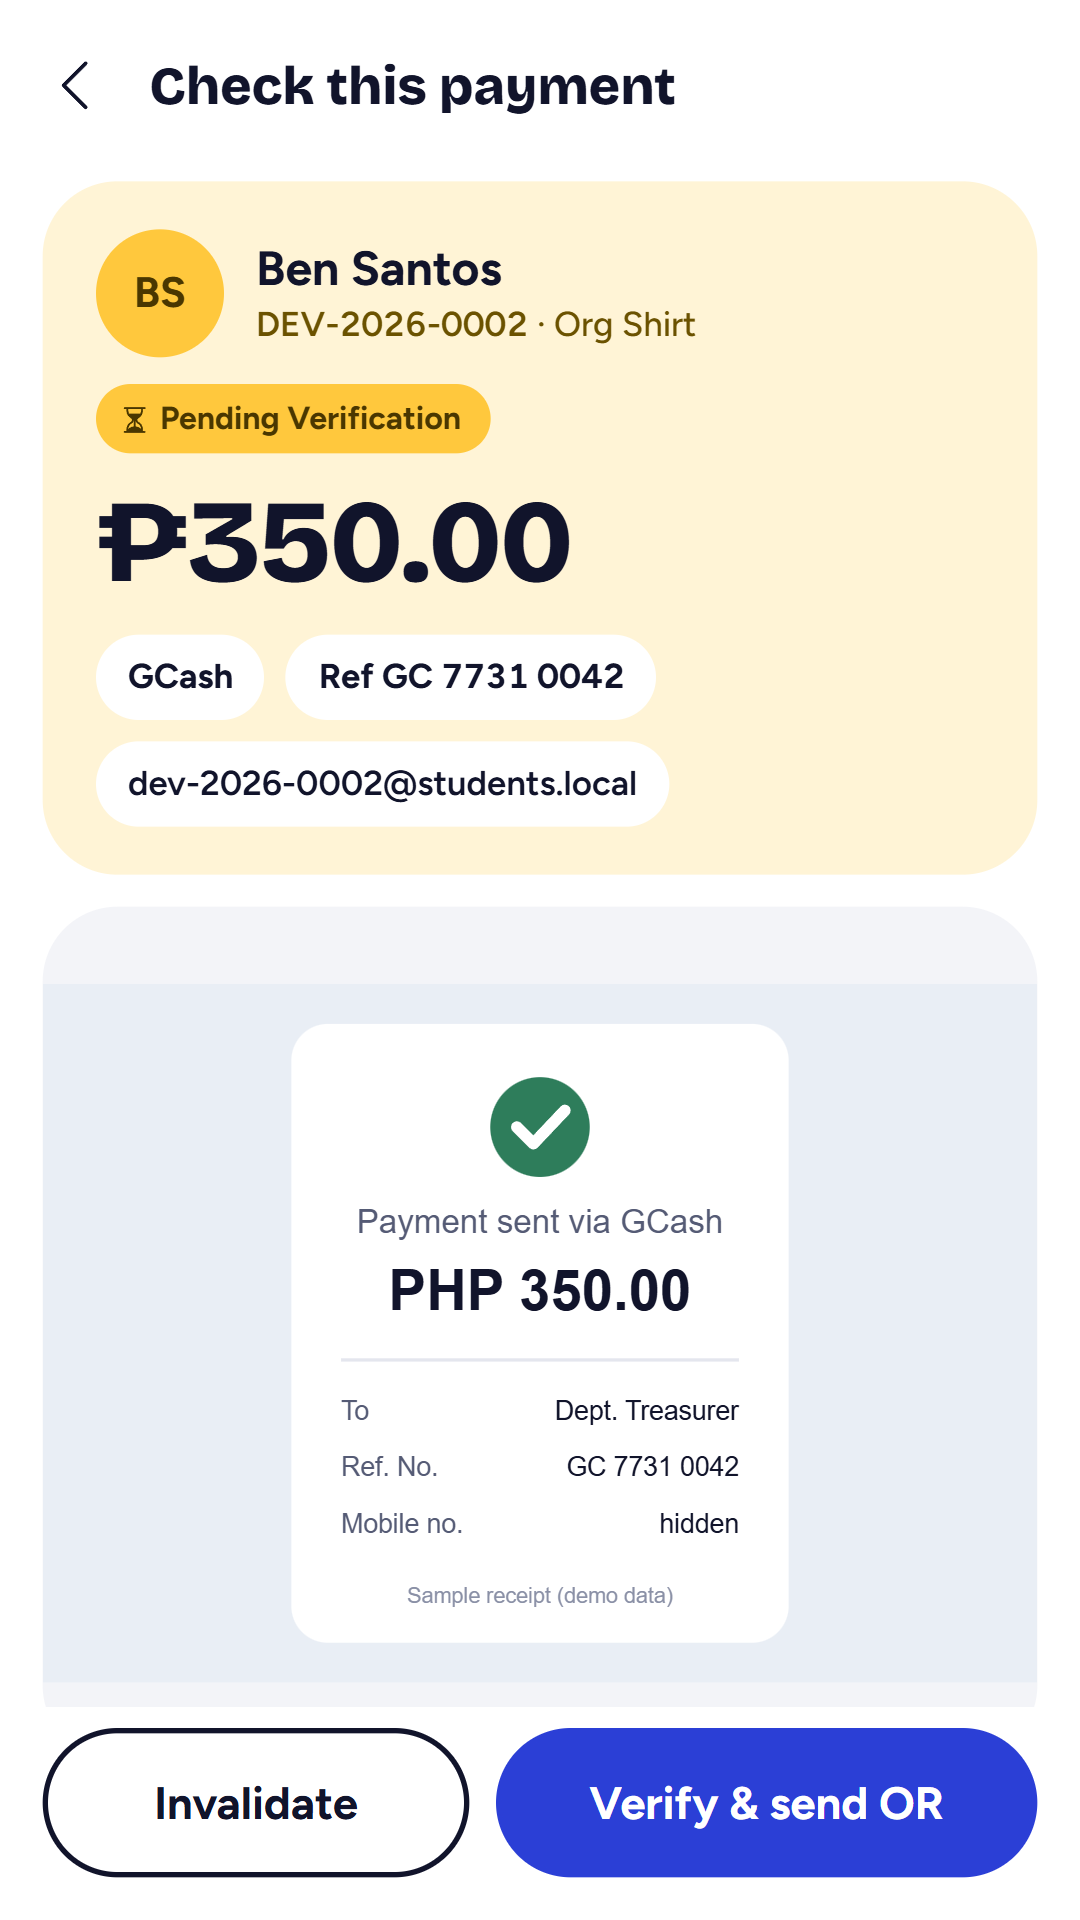 Check this payment
BS
Ben Santos
DEV-2026-0002 · Org Shirt
⏳ Pending Verification
₱350.00
GCash
Ref GC 7731 0042
dev-2026-0002@students.local
Payment sent via GCash
PHP 350.00
To Dept. Treasurer
Ref. No. GC 7731 0042
Mobile no. hidden
Sample receipt (demo data)
Invalidate
Verify & send OR